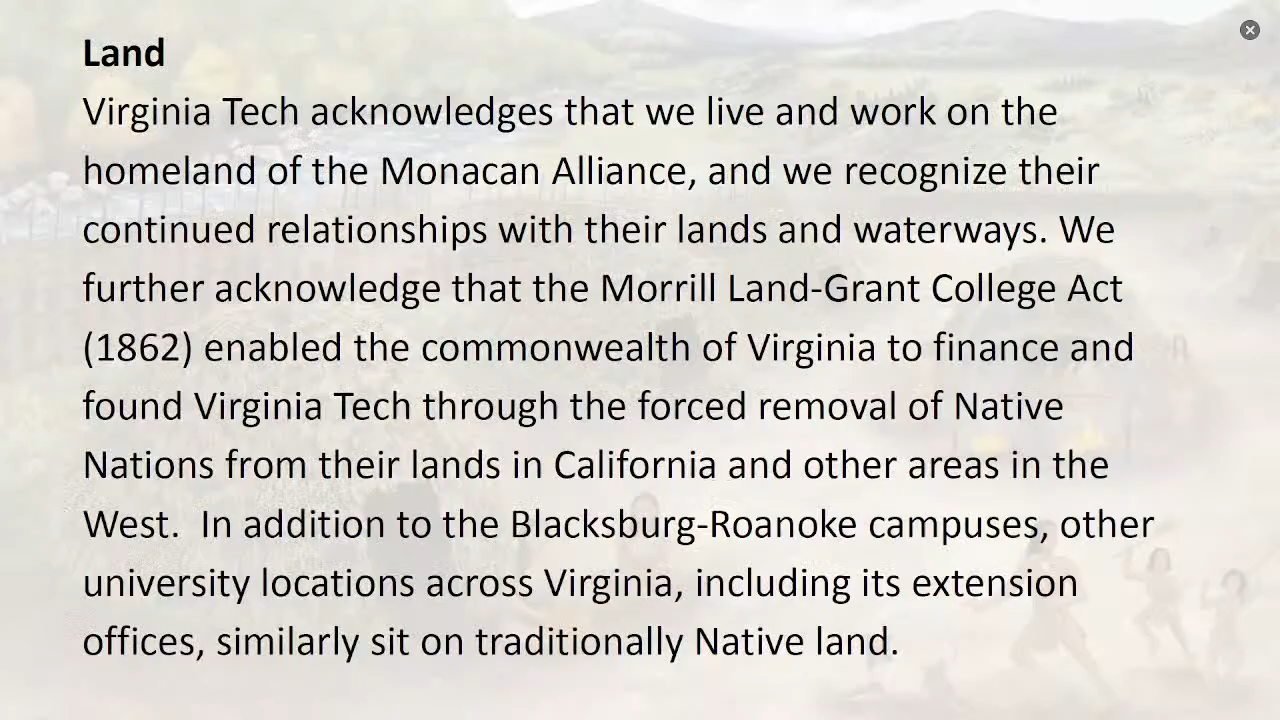 Land
Virginia Tech acknowledges that we live and work on the
homeland of the Monacan Alliance, and we recognize their
continued relationships with their lands and waterways. We
further acknowledge that the Morrill Land-Grant College Act
(1862) enabled the commonwealth of Virginia to finance and
found Virginia Tech through the forced removal of Native
Nations from their lands in California and other areas in the
West.  In addition to the Blacksburg-Roanoke campuses, other
university locations across Virginia, including its extension
offices, similarly sit on traditionally Native land.